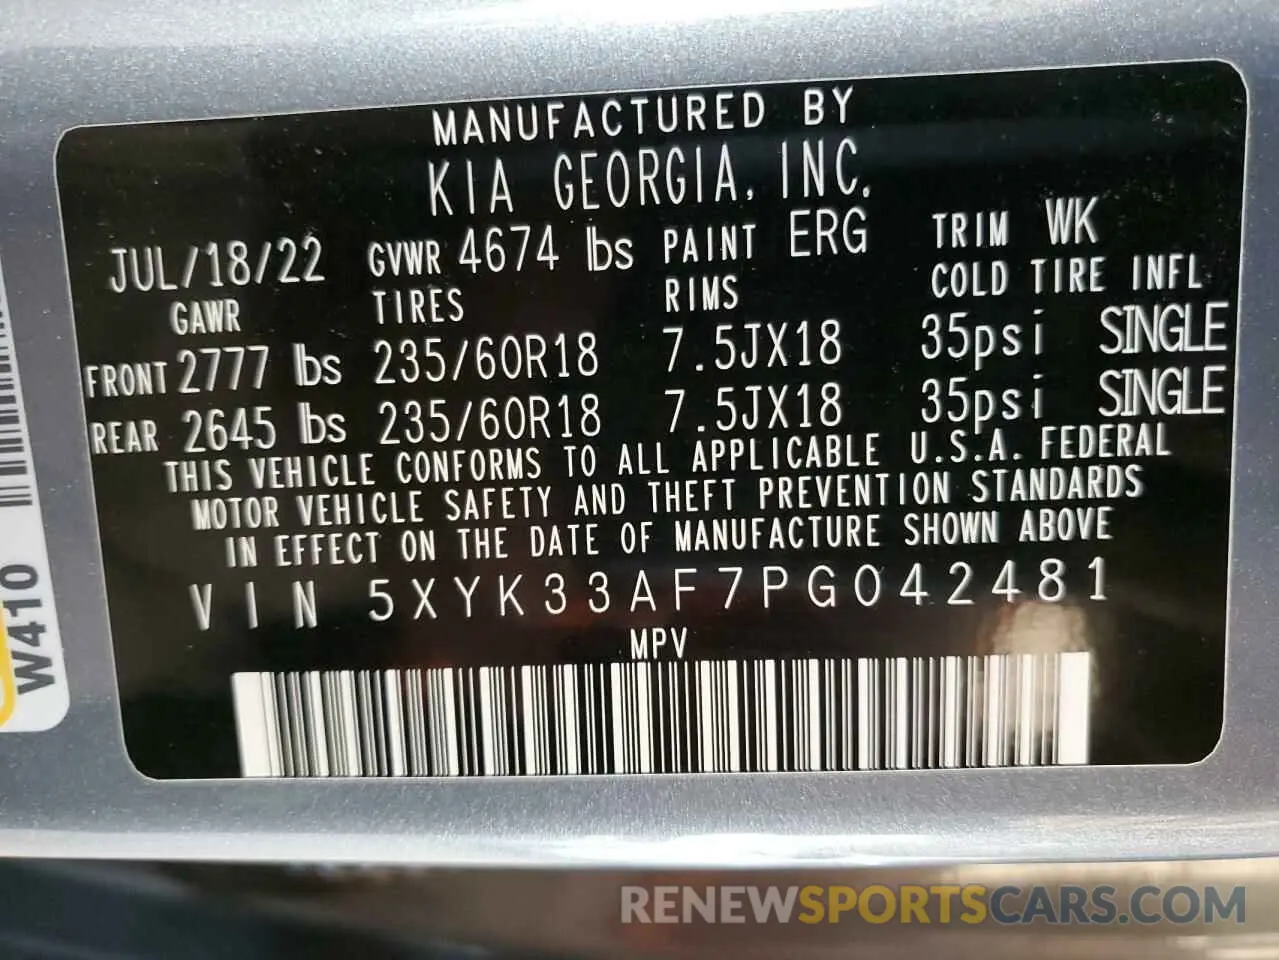 MANUFACTURED BY
KIA GEORGIA, INC.
JUL/18/22 GVWR 4674 lbs PAINT ERG TRIM WK
GAWR TIRES RIMS COLD TIRE INFL
FRONT 2777 lbs 235/60R18 7.5JX18 35psi SINGLE
REAR 2645 lbs 235/60R18 7.5JX18 35psi SINGLE
THIS VEHICLE CONFORMS TO ALL APPLICABLE U.S.A. FEDERAL
MOTOR VEHICLE SAFETY AND THEFT PREVENTION STANDARDS
IN EFFECT ON THE DATE OF MANUFACTURE SHOWN ABOVE
VIN 5XYK33AF7PG042481
MPV
W410
RENEWSPORTSCARS.COM